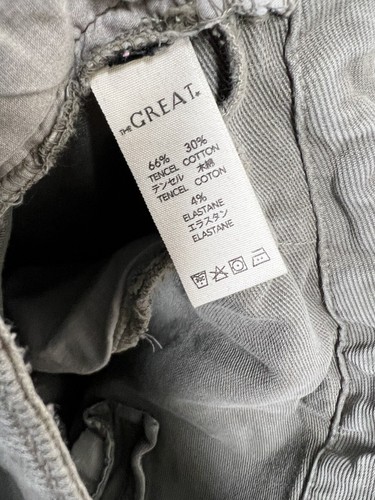 THE GREAT.
66% 30%
TENCEL COTTON
テンセル 木綿
TENCEL COTON
4%
ELASTANE
エラスタン
ELASTANE